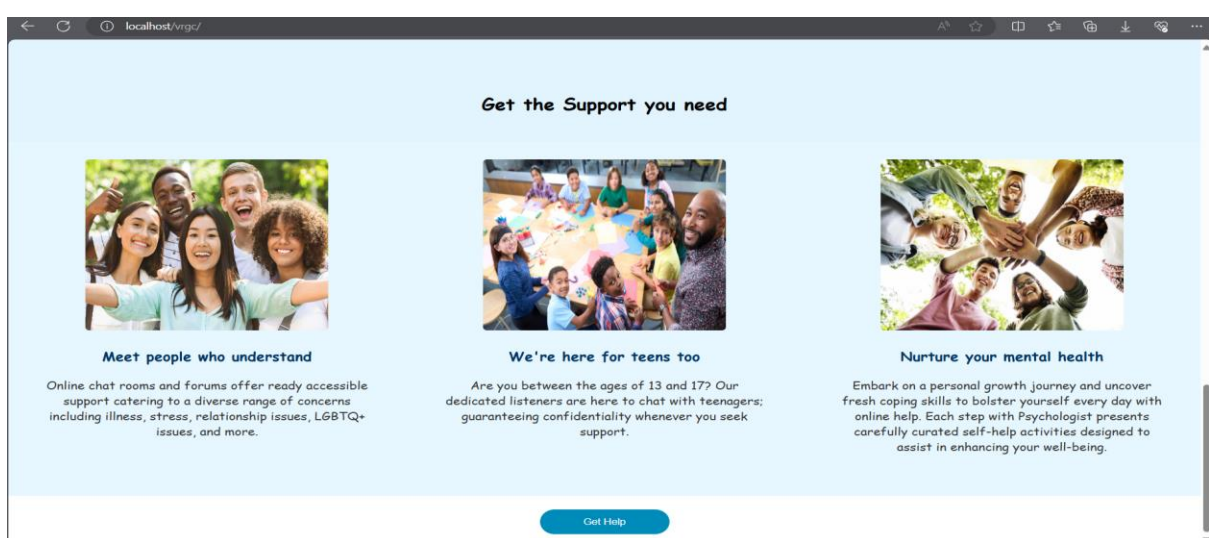 localhost/vrgc/
Get the Support you need
Meet people who understand
Online chat rooms and forums offer ready accessible
support catering to a diverse range of concerns
including illness, stress, relationship issues, LGBTQ+
issues, and more.
We're here for teens too
Are you between the ages of 13 and 17? Our
dedicated listeners are here to chat with teenagers;
guaranteeing confidentiality whenever you seek
support.
Nurture your mental health
Embark on a personal growth journey and uncover
fresh coping skills to bolster yourself every day with
online help. Each step with Psychologist presents
carefully curated self-help activities designed to
assist in enhancing your well-being.
Get Help